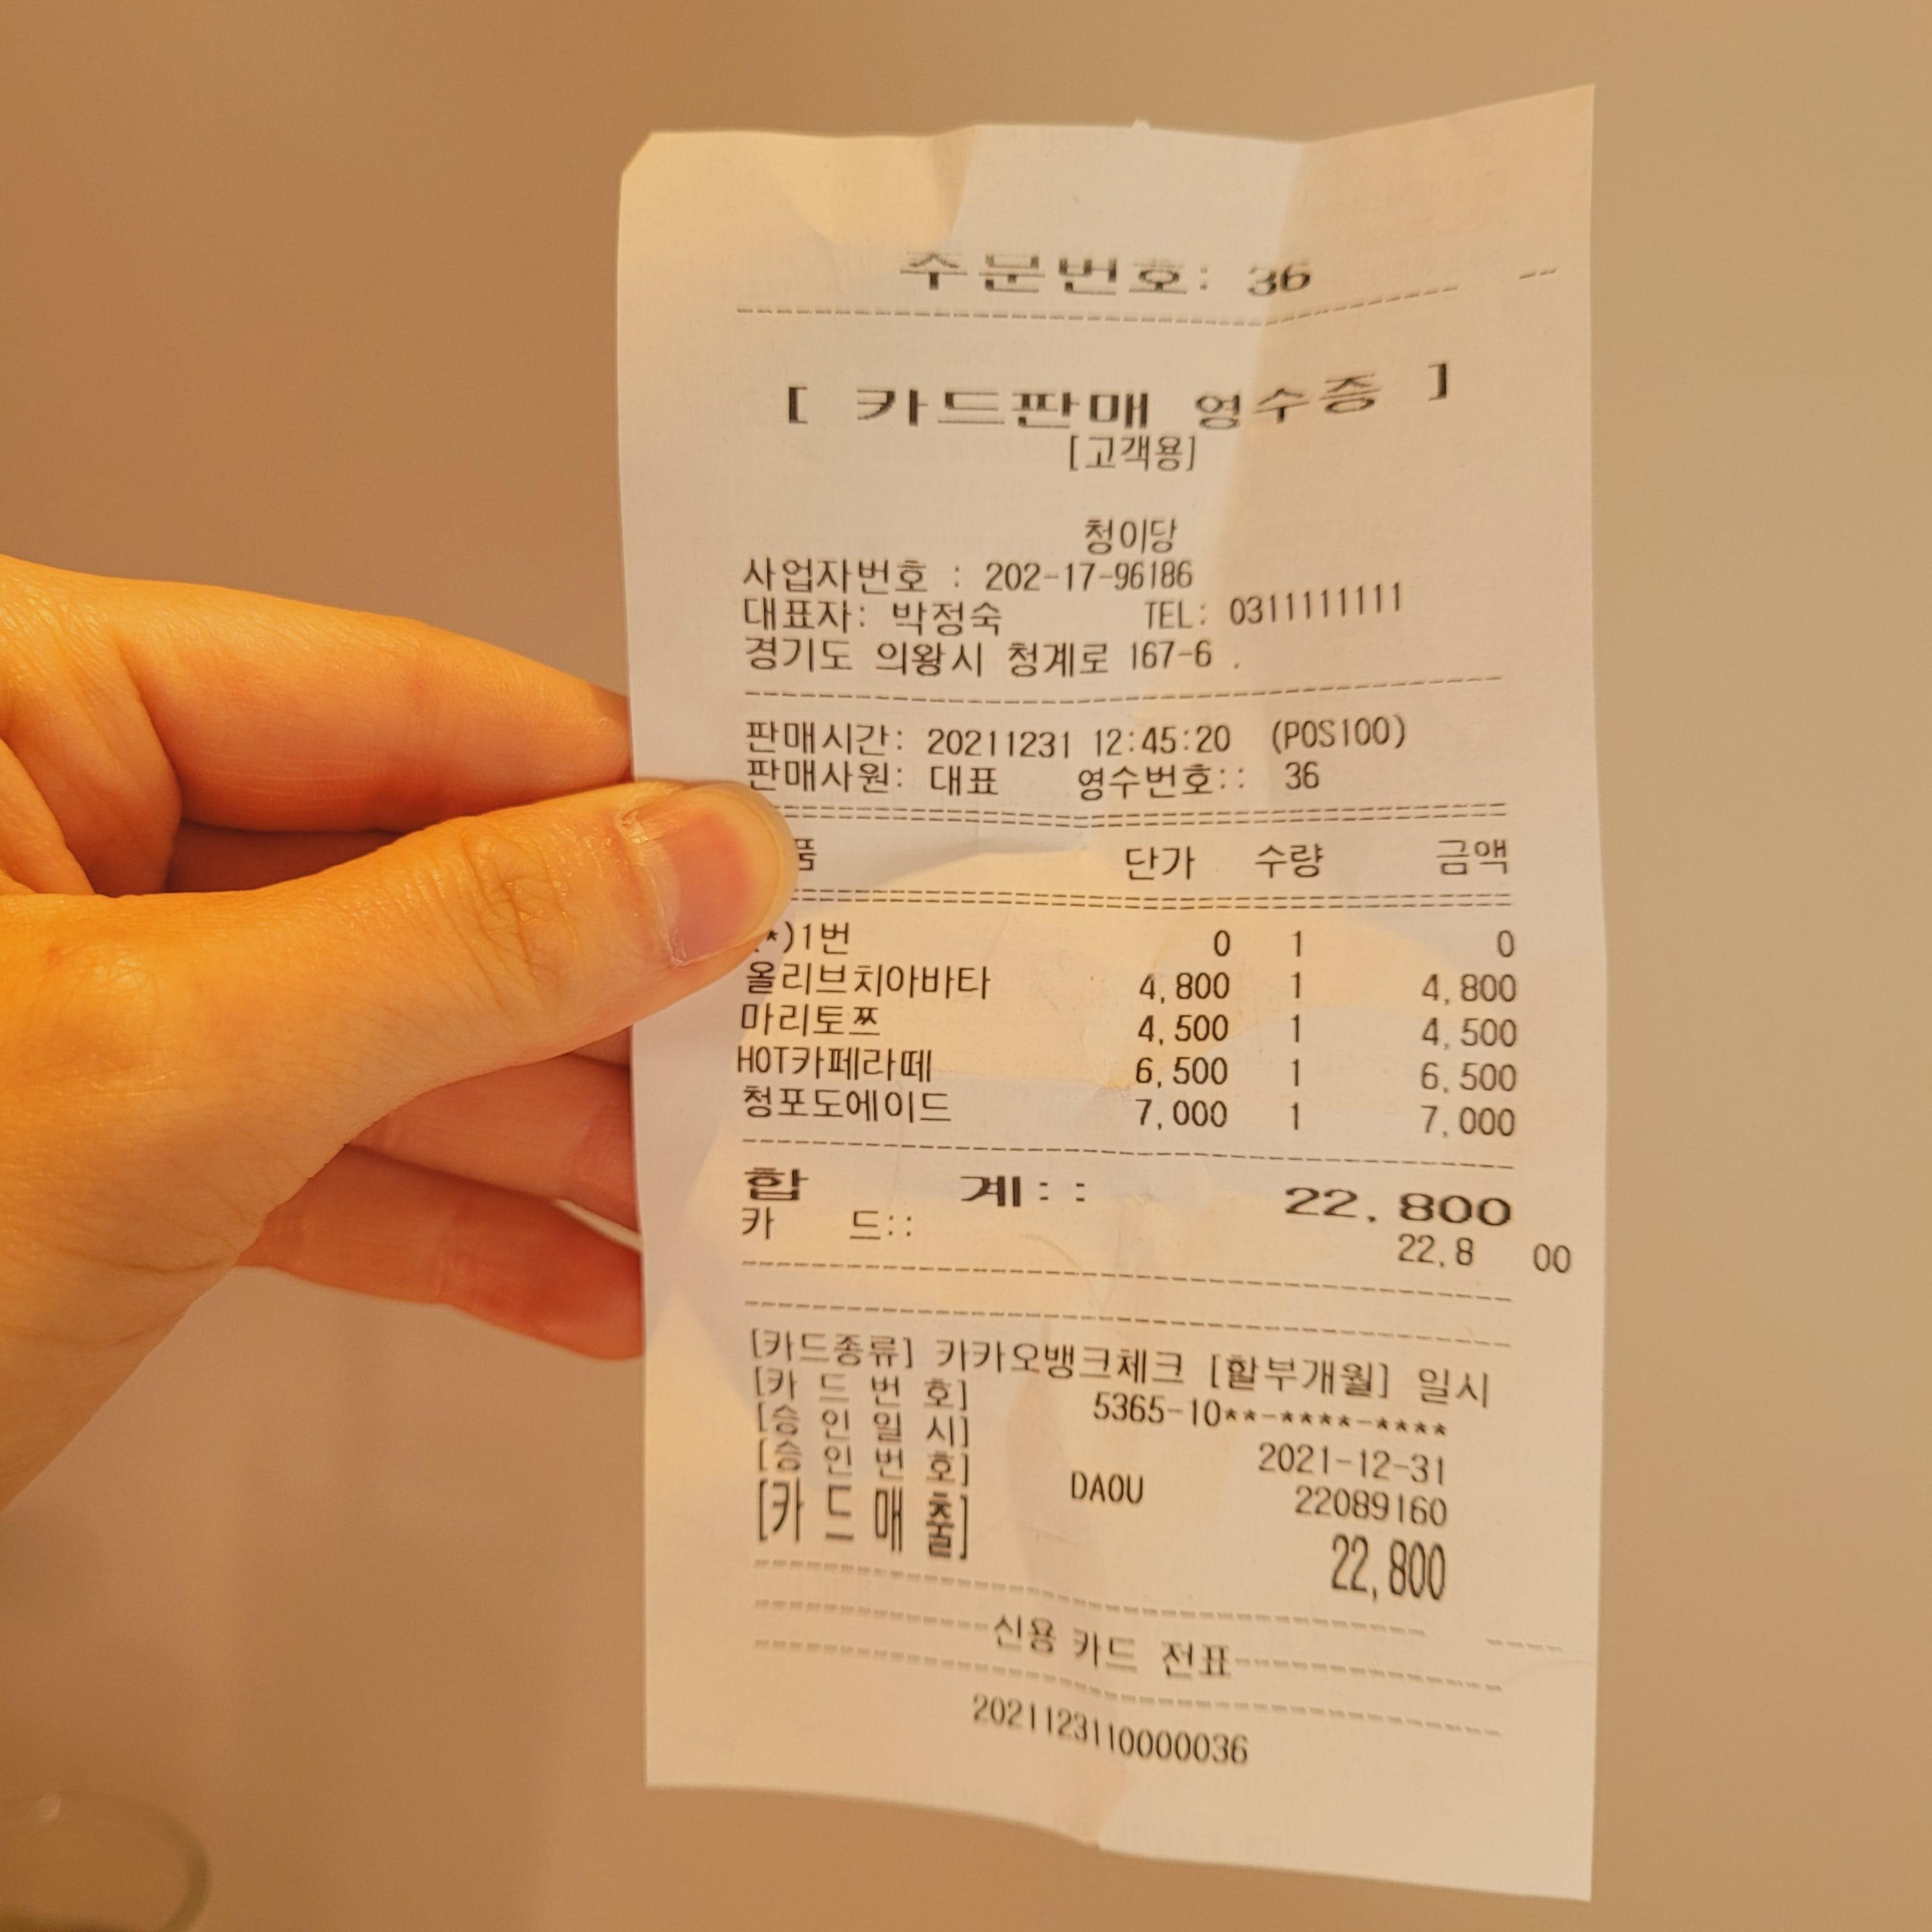 주문번호: 36
[ 카드판매 영수증 ]
[고객용]
청이당
사업자번호 : 202-17-96186
대표자: 박정숙 TEL: 0311111111
경기도 의왕시 청계로 167-6 .
판매시간: 20211231 12:45:20 (POS100)
판매사원: 대표 영수번호:: 36
품 단가 수량 금액
*)1번 0 1 0
올리브치아바타 4,800 1 4,800
마리토쯔 4,500 1 4,500
HOT카페라떼 6,500 1 6,500
청포도에이드 7,000 1 7,000
합 계:: 22,800
카 드:: 22,8 00
[카드종류] 카카오뱅크체크 [할부개월] 일시
[카 드 번 호] 5365-10**-****-****
[승 인 일 시] 2021-12-31
[승 인 번 호] DAOU 22089160
[카 드 매 출] 22,800
신용 카드 전표
2021123110000036